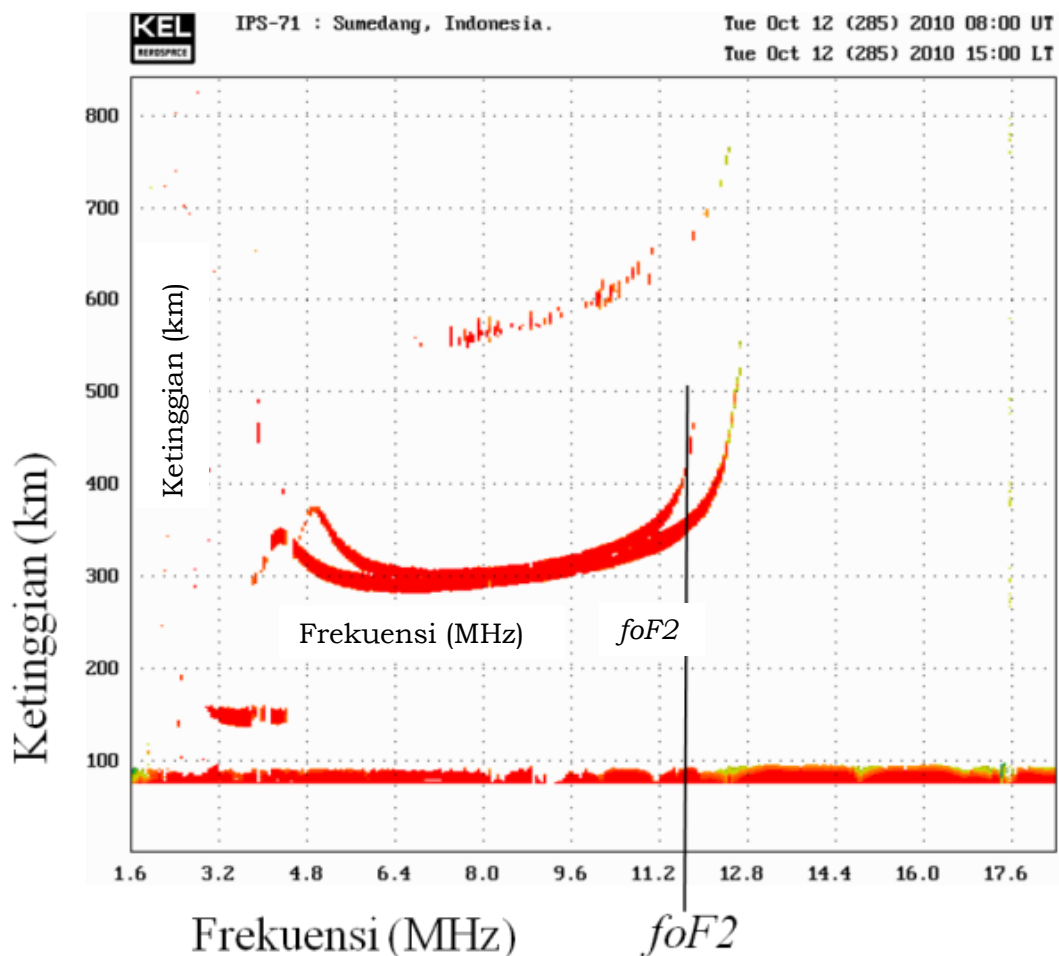 KEL
AEROSPACE
IPS-71 : Sumedang, Indonesia.
Tue Oct 12 (285) 2010 08:00 UT
Tue Oct 12 (285) 2010 15:00 LT
Ketinggian (km)
Ketinggian (km)
800
700
600
500
400
300
200
100
Frekuensi (MHz)
foF2
1.6 3.2 4.8 6.4 8.0 9.6 11.2 12.8 14.4 16.0 17.6
Frekuensi (MHz)
foF2